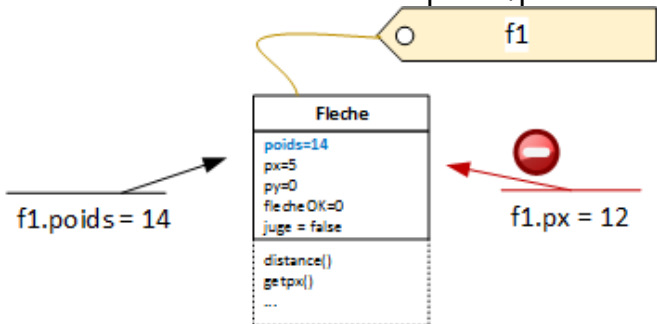 f1
Fleche
poids=14
px=5
py=0
flecheOK=0
juge = false
distance()
getpx()
...
f1.poids = 14
f1.px = 12